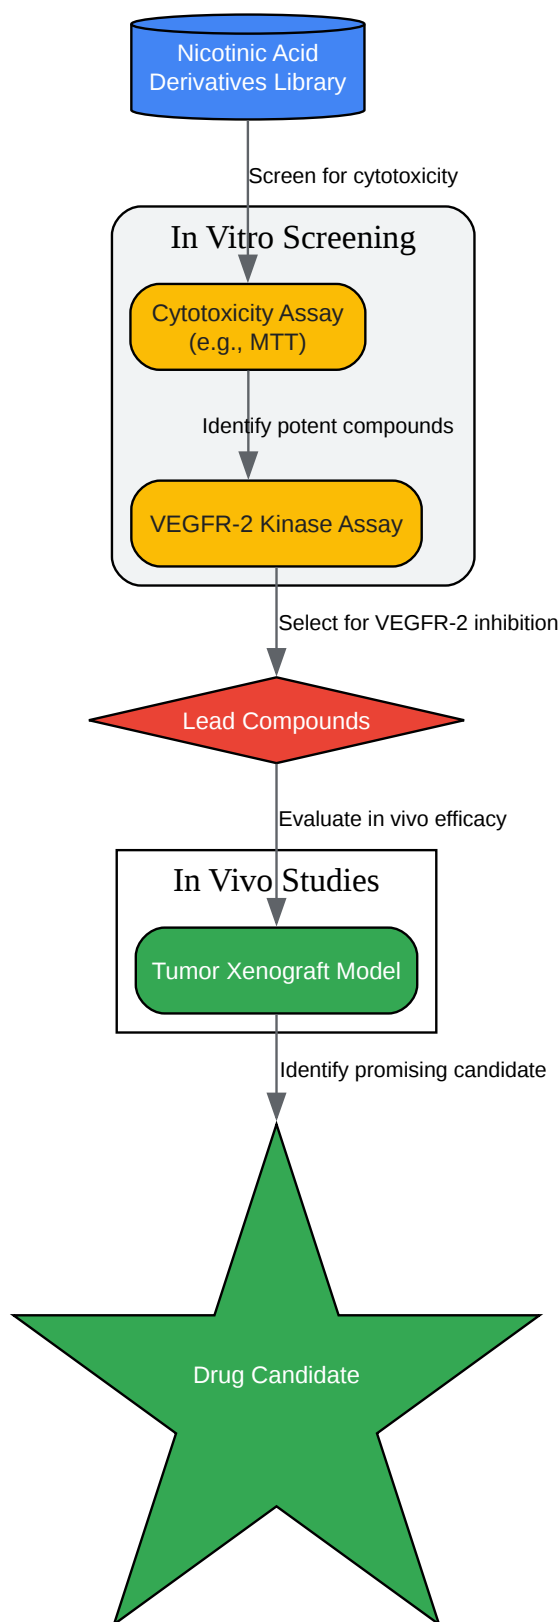 Nicotinic Acid
Derivatives Library
Screen for cytotoxicity
In Vitro Screening
Cytotoxicity Assay
(e.g., MTT)
Identify potent compounds
VEGFR-2 Kinase Assay
Select for VEGFR-2 inhibition
Lead Compounds
Evaluate in vivo efficacy
In Vivo Studies
Tumor Xenograft Model
Identify promising candidate
Drug Candidate